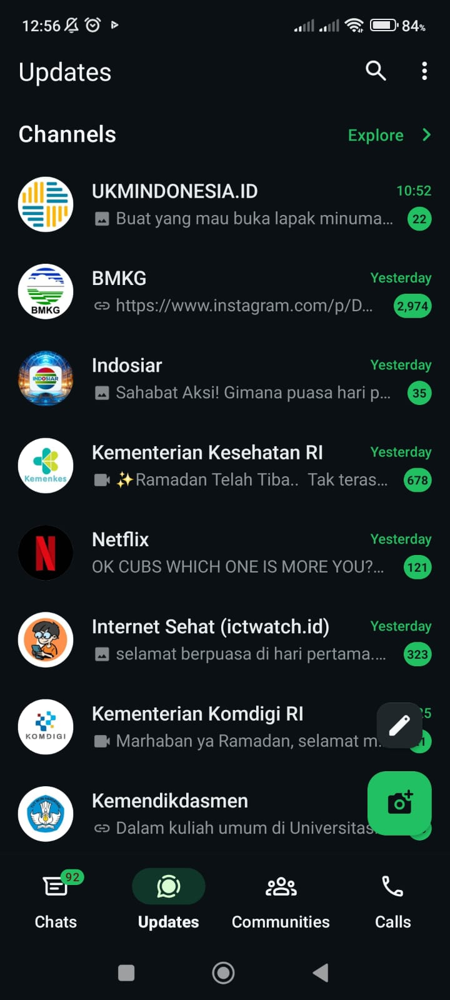 12:56 84%
Updates
Channels Explore
UKMINDONESIA.ID 10:52
Buat yang mau buka lapak minuma... 22
BMKG
BMKG Yesterday
https://www.instagram.com/p/D... 2,974
INDOSIAR
Indosiar Yesterday
Sahabat Aksi! Gimana puasa hari p... 35
Kemenkes
Kementerian Kesehatan RI Yesterday
✨Ramadan Telah Tiba.. Tak teras... 678
N
Netflix Yesterday
OK CUBS WHICH ONE IS MORE YOU?... 121
Internet Sehat (ictwatch.id) Yesterday
selamat berpuasa di hari pertama.... 323
KOMDIGI
Kementerian Komdigi RI
Marhaban ya Ramadan, selamat m...
Kemendikdasmen
Dalam kuliah umum di Universitas...
92
Chats Updates Communities Calls